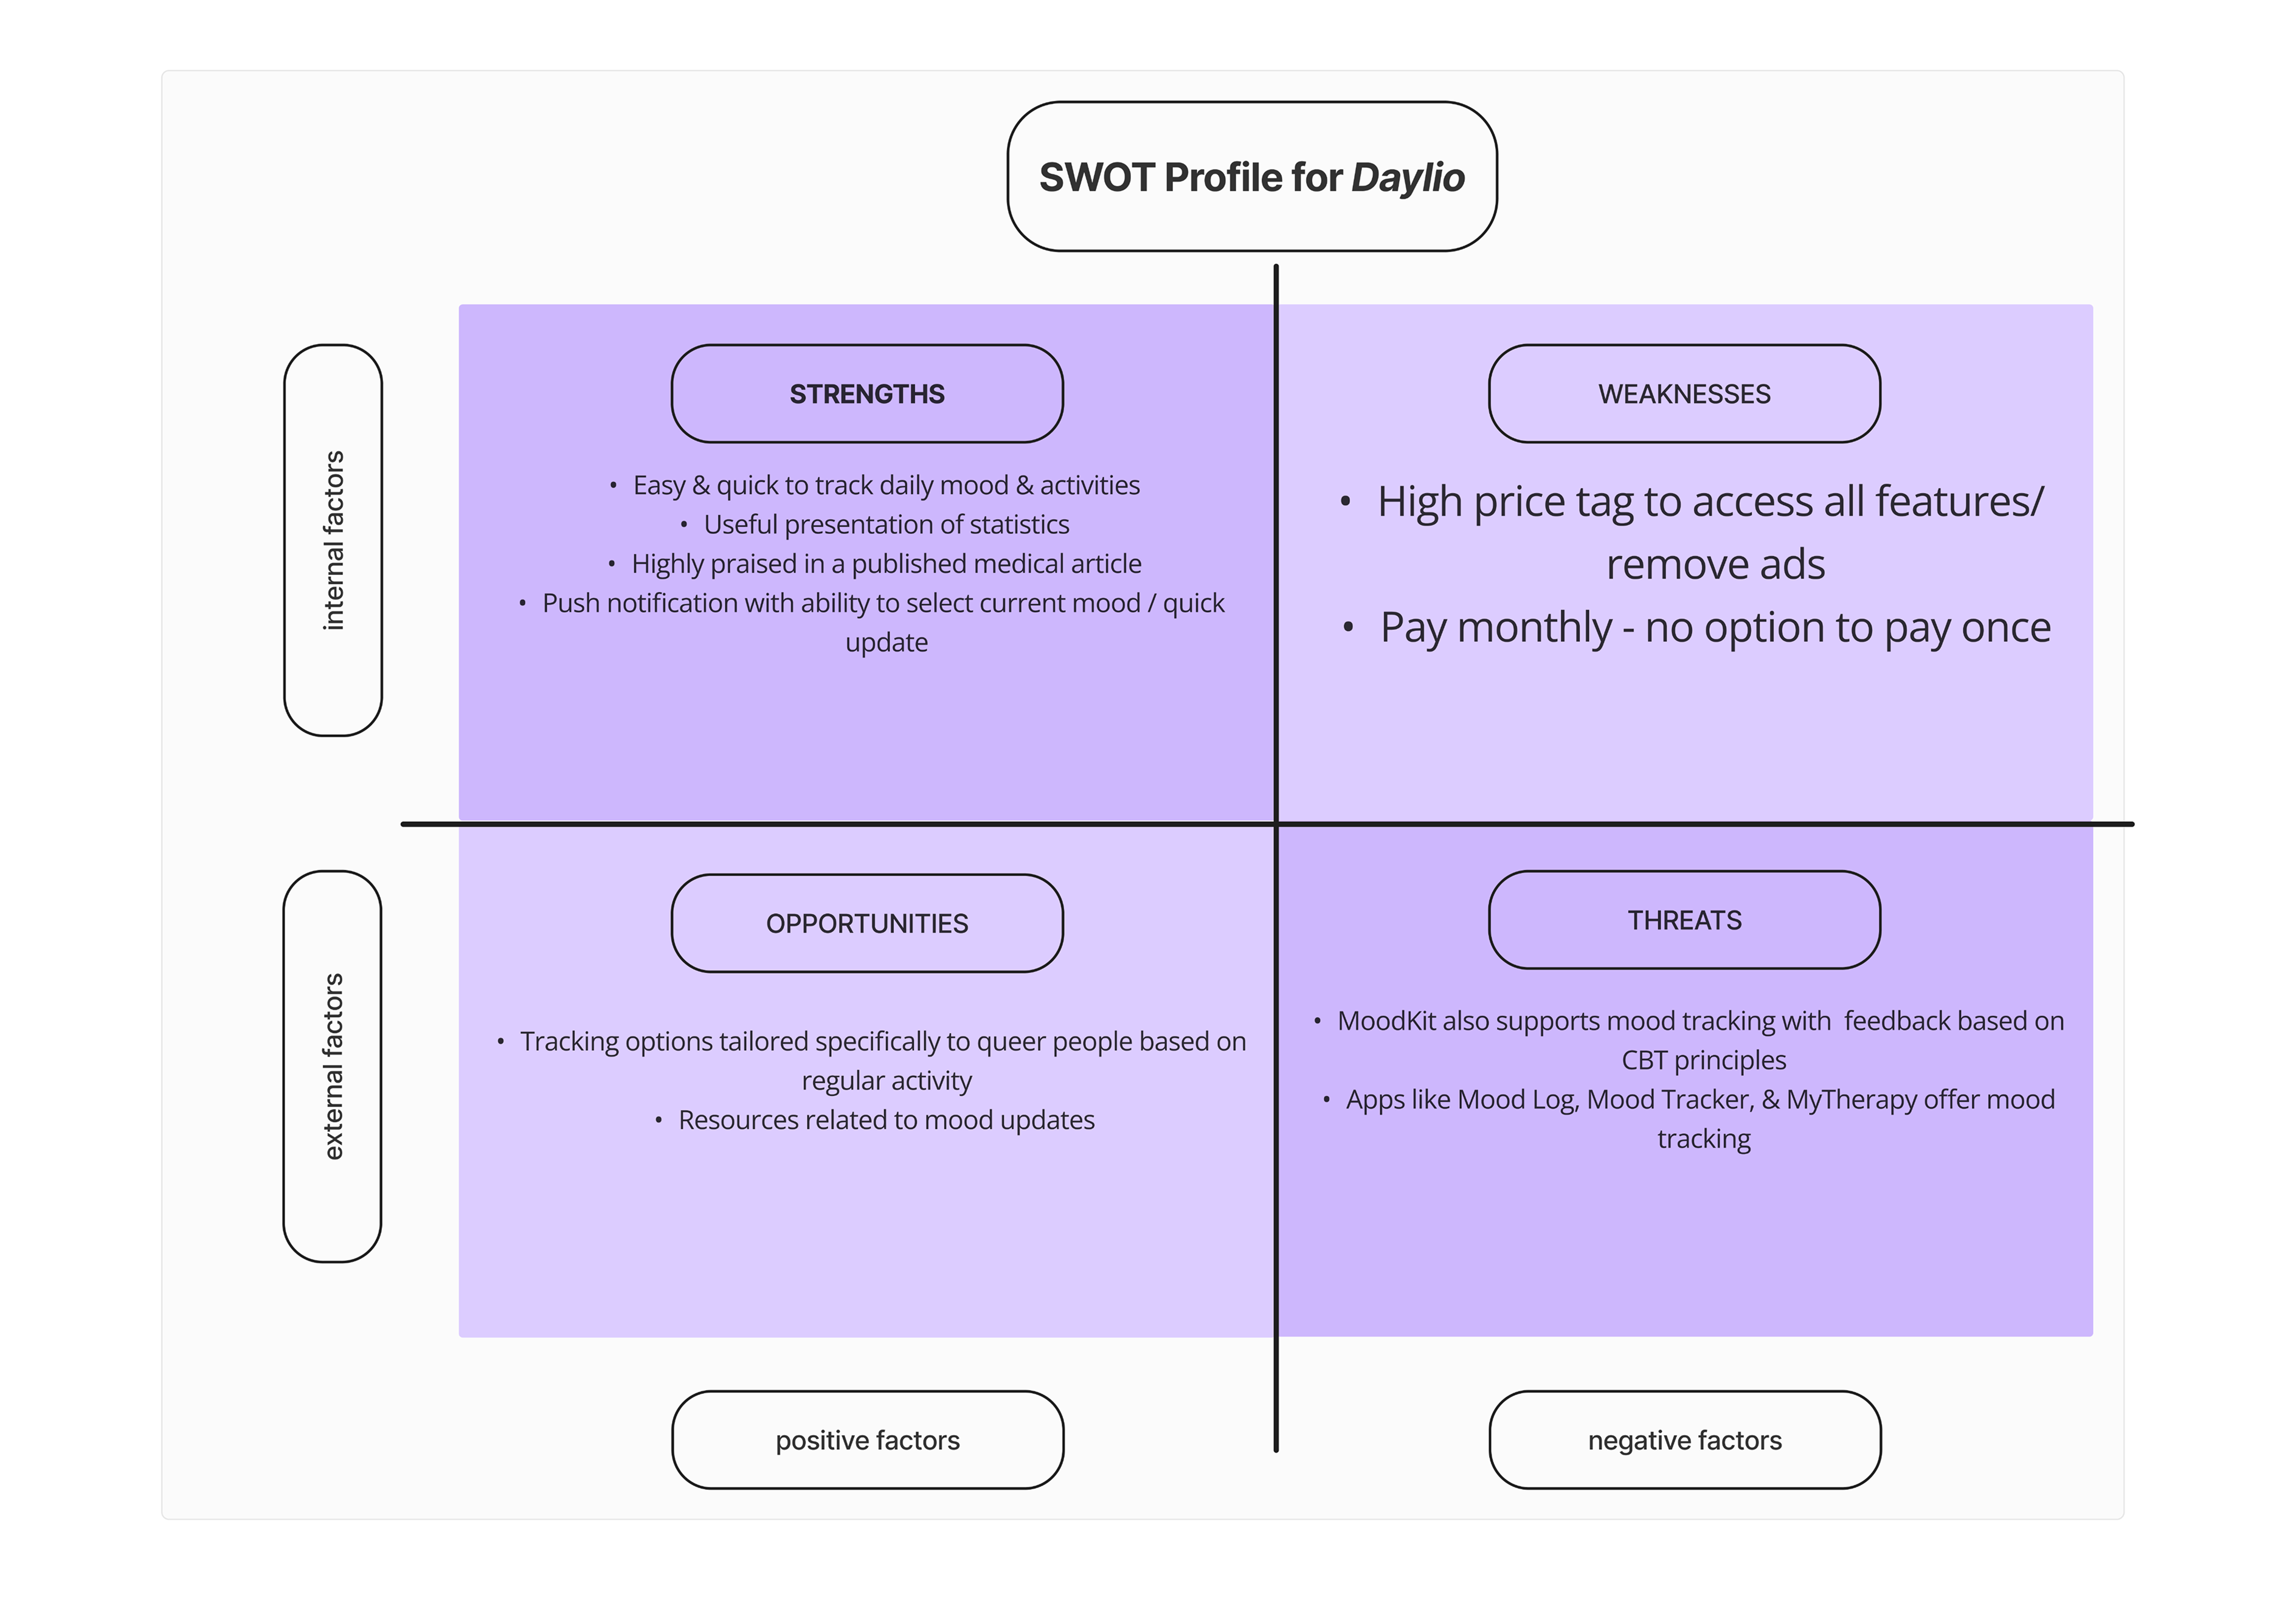 SWOT Profile for Daylio
internal factors
STRENGTHS
• Easy & quick to track daily mood & activities
• Useful presentation of statistics
• Highly praised in a published medical article
• Push notification with ability to select current mood / quick
update
WEAKNESSES
• High price tag to access all features/
remove ads
• Pay monthly - no option to pay once
external factors
OPPORTUNITIES
• Tracking options tailored specifically to queer people based on
regular activity
• Resources related to mood updates
THREATS
• MoodKit also supports mood tracking with  feedback based on
CBT principles
• Apps like Mood Log, Mood Tracker, & MyTherapy offer mood
tracking
positive factors
negative factors